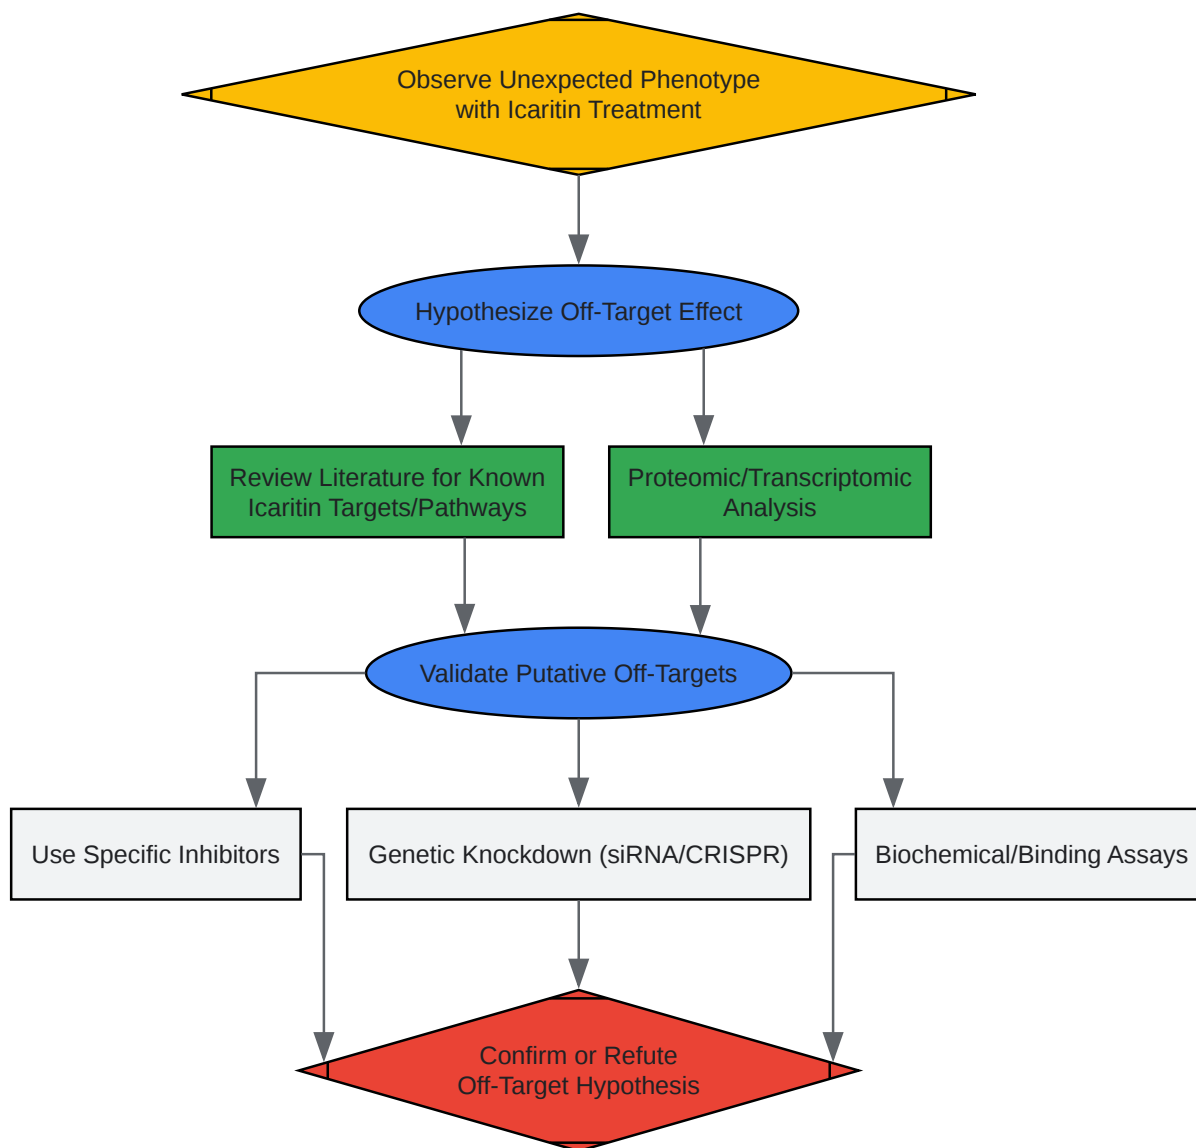 Observe Unexpected Phenotype
with Icaritin Treatment
Hypothesize Off-Target Effect
Review Literature for Known
Icaritin Targets/Pathways
Proteomic/Transcriptomic
Analysis
Validate Putative Off-Targets
Use Specific Inhibitors
Genetic Knockdown (siRNA/CRISPR)
Biochemical/Binding Assays
Confirm or Refute
Off-Target Hypothesis